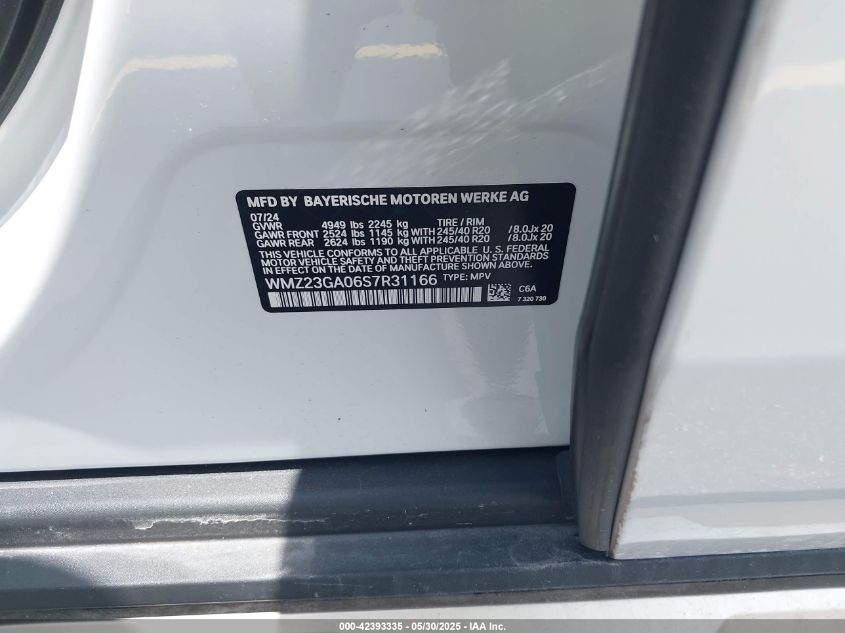 MFD BY BAYERISCHE MOTOREN WERKE AG
07/24
GVWR 4949 lbs 2245 kg TIRE / RIM
GAWR FRONT 2524 lbs 1145 kg WITH 245/40 R20 /8.0Jx 20
GAWR REAR 2624 lbs 1190 kg WITH 245/40 R20 /8.0Jx 20
THIS VEHICLE CONFORMS TO ALL APPLICABLE U.S. FEDERAL
MOTOR VEHICLE SAFETY AND THEFT PREVENTION STANDARDS
IN EFFECT ON THE DATE OF MANUFACTURE SHOWN ABOVE.
WMZ23GA06S7R31166 TYPE: MPV
C6A
7 320 730
000-42393335 - 05/30/2025 - IAA Inc.